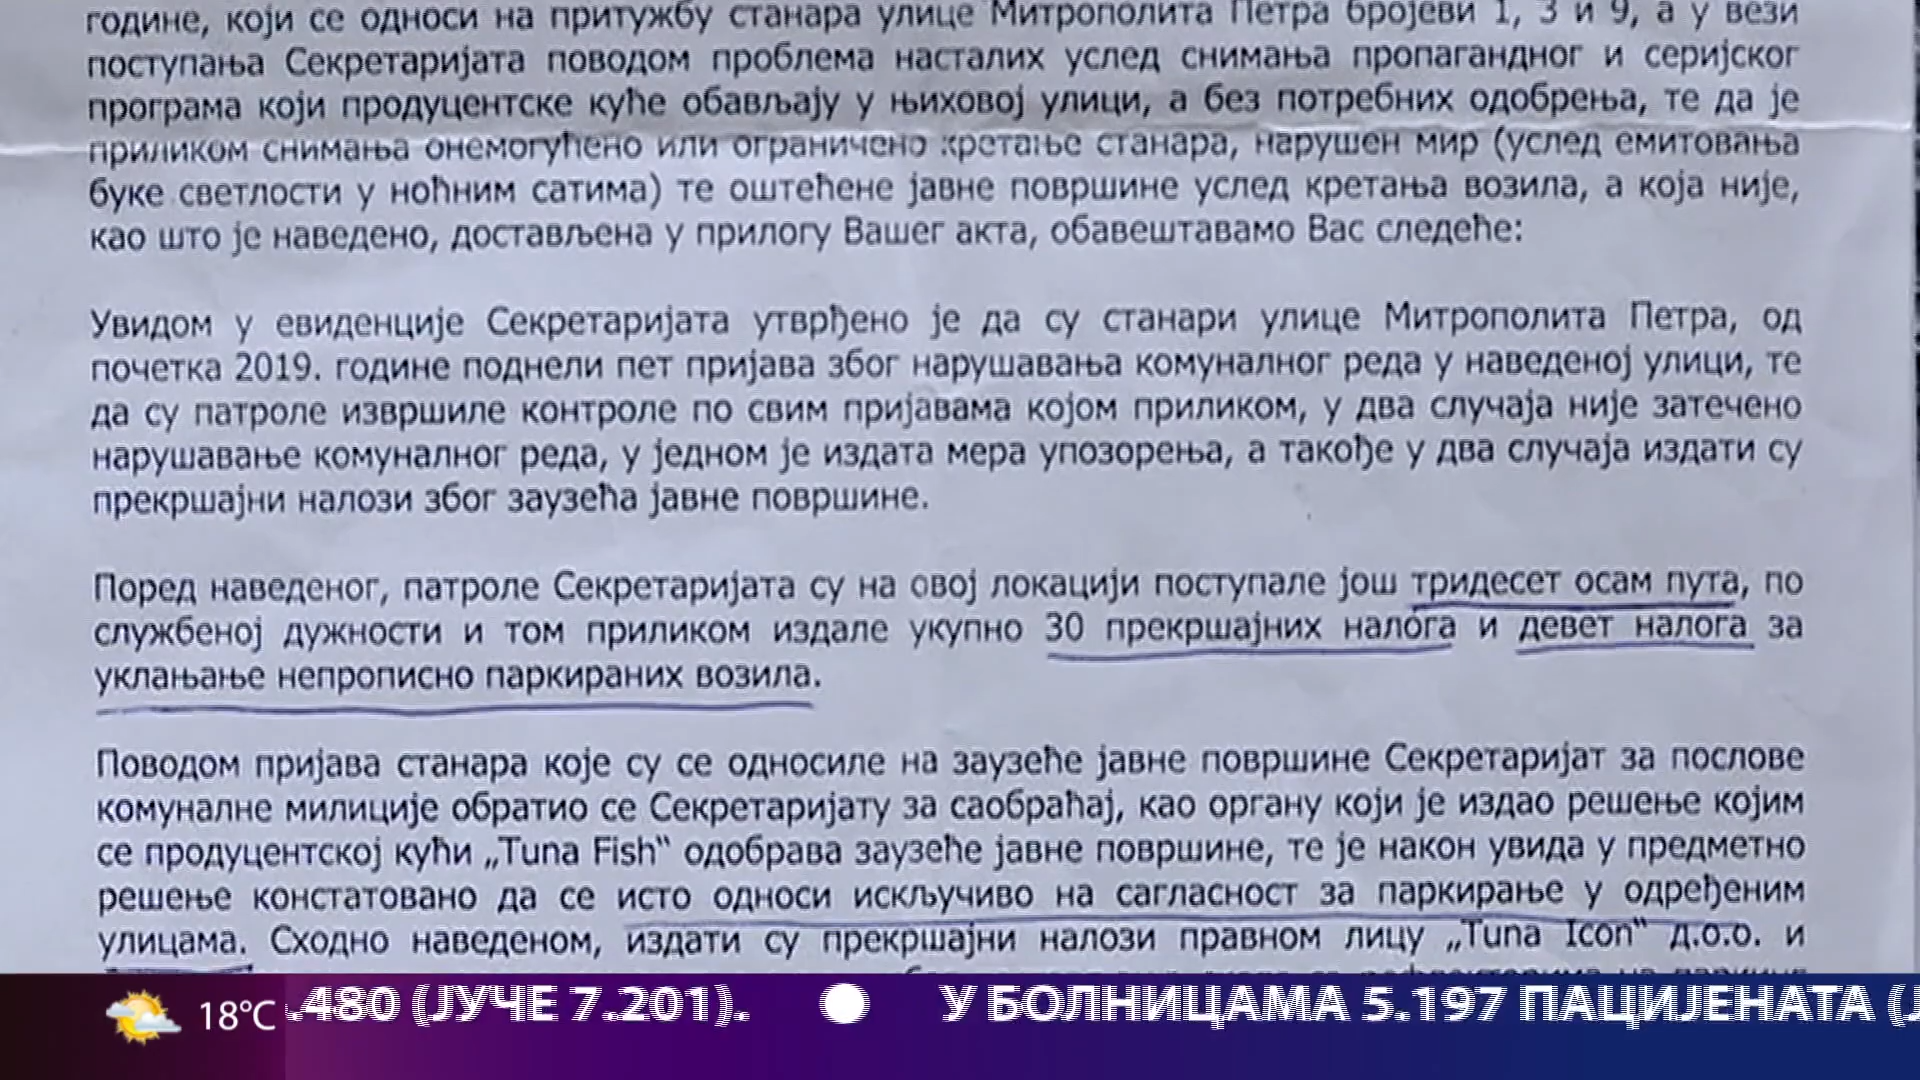 године, који се односи на притужбу станара улице Митрополита Петра бројеви 1, 3 и 9, а у вези
поступања Секретаријата поводом проблема насталих услед снимања пропагандног и серијског
програма који продуцентске куће обављају у њиховој улици, а без потребних одобрења, те да је
приликом снимања онемогућено или ограничено кретање станара, нарушен мир (услед емитовања
буке светлости у ноћним сатима) те оштећене јавне површине услед кретања возила, а која није,
као што је наведено, достављена у прилогу Вашег акта, обавештавамо Вас следеће:
Увидом у евиденције Секретаријата утврђено је да су станари улице Митрополита Петра, од
почетка 2019. године поднели пет пријава због нарушавања комуналног реда у наведеној улици, те
да су патроле извршиле контроле по свим пријавама којом приликом, у два случаја није затечено
нарушавање комуналног реда, у једном је издата мера упозорења, а такође у два случаја издати су
прекршајни налози због заузећа јавне површине.
Поред наведеног, патроле Секретаријата су на овој локацији поступале још тридесет осам пута, по
службеној дужности и том приликом издале укупно 30 прекршајних налога и девет налога за
уклањање непрописно паркираних возила.
Поводом пријава станара које су се односиле на заузеће јавне површине Секретаријат за послове
комуналне милиције обратио се Секретаријату за саобраћај, као органу који је издао решење којим
се продуцентској кући „Tuna Fish“ одобрава заузеће јавне површине, те је након увида у предметно
решење констатовано да се исто односи искључиво на сагласност за паркирање у одређеним
улицама. Сходно наведеном, издати су прекршајни налози правном лицу „Tuna Icon“ д.о.о. и
18°C .480 (ЈУЧЕ 7.201). У БОЛНИЦАМА 5.197 ПАЦИЈЕНАТА (Ј